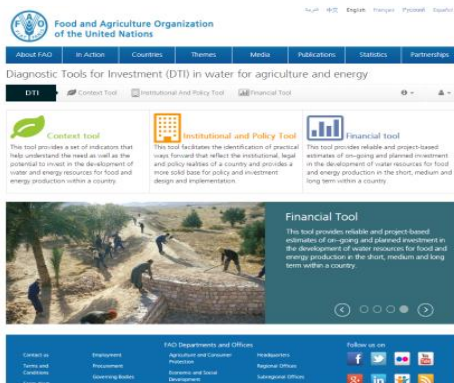 عربي 中文 English Français Русский Español
Food and Agriculture Organization
of the United Nations
About FAO In Action Countries Themes Media Publications Statistics Partnerships
Diagnostic Tools for Investment (DTI) in water for agriculture and energy
DTI Context Tool Institutional And Policy Tool Financial Tool
Context tool
This tool provides a set of indicators that
help understand the need as well as the
potential to invest in the development of
water and energy resources for food and
energy production within a country.
Institutional and Policy Tool
This tool facilitates the identification of practical
ways forward that reflect the institutional, legal
and policy realities of a country and provides a
more solid base for policy and investment
design and implementation.
Financial tool
This tool provides reliable and project-based
estimates of on-going and planned investment
in the development of water resources for food
and energy production in the short, medium and
long term within a country.
Financial Tool
This tool provides reliable and project-based
estimates of on-going and planned investment in
the development of water resources for food and
energy production in the short, medium and long
term within a country.
FAO Departments and Offices
Follow us on
Contact us Employment Agriculture and Consumer Protection Headquarters
Terms and Conditions Procurement Regional Offices
Governing Bodies Economic and Social Development Subregional Offices